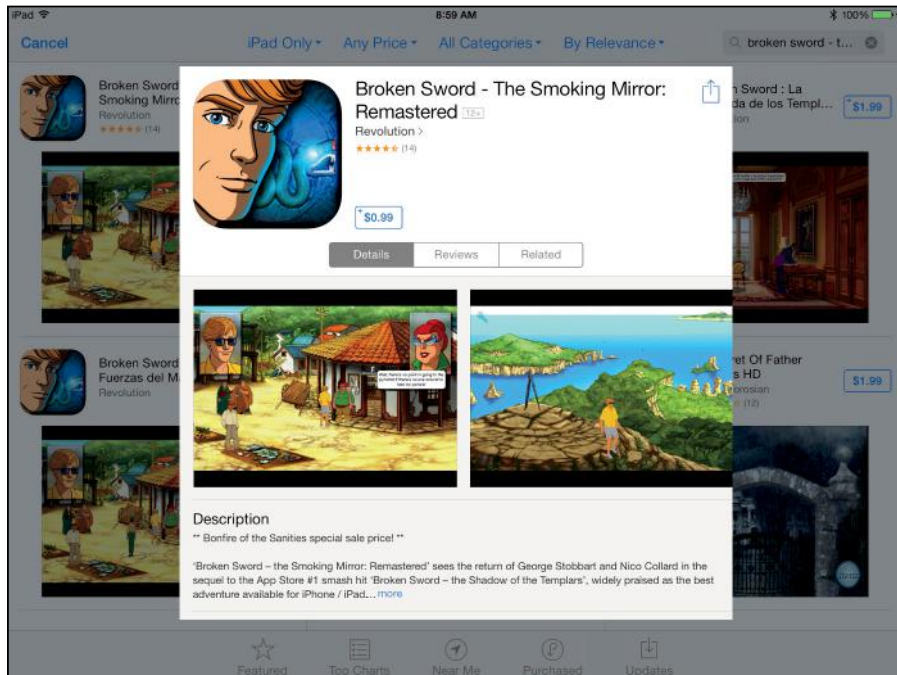 iPad
8:59 AM
100%
Cancel
iPad Only
Any Price
All Categories
By Relevance
broken sword - t...
Broken Sword
Smoking Mirro
Revolution
(14)
Broken Sword - The Smoking Mirror:
Remastered 12+
Revolution >
(14)
+ $0.99
Details
Reviews
Related
n Sword : La
da de los Templ...
ion
+ $1.99
Broken Sword
Fuerzas del M
Revolution
et Of Father
s HD
orosian
(12)
$1.99
Description
** Bonfire of the Sanities special sale price! **
'Broken Sword – the Smoking Mirror: Remastered' sees the return of George Stobbart and Nico Collard in the
sequel to the App Store #1 smash hit 'Broken Sword – the Shadow of the Templars', widely praised as the best
adventure available for iPhone / iPad... more
Featured
Top Charts
Near Me
Purchased
Updates